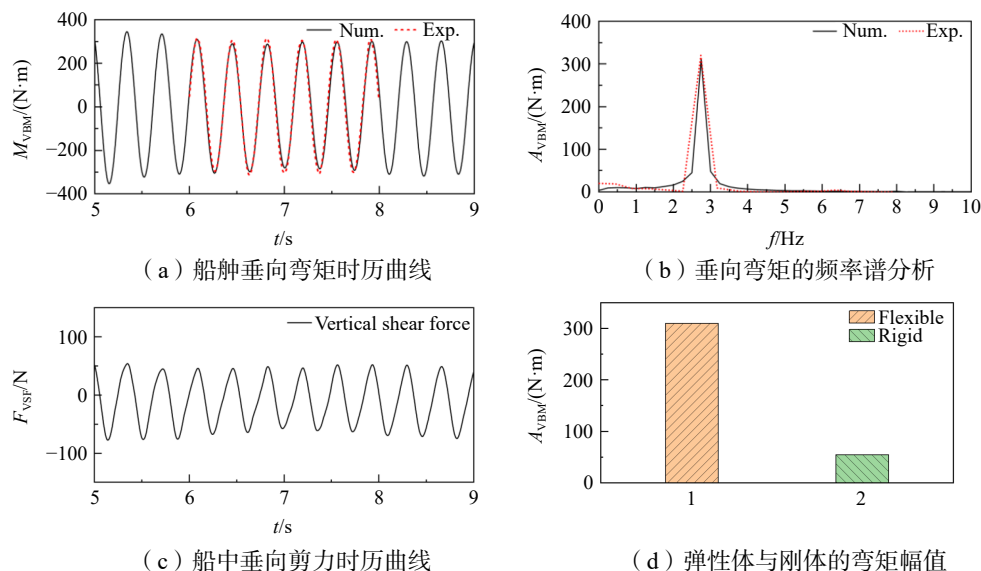 400
200
0
−200
−400
M_VBM/(N·m)
Num. Exp.
5 6 7 8 9
t/s
（a）船舯垂向弯矩时历曲线
400
300
200
100
0
A_VBM/(N·m)
Num. Exp.
0 1 2 3 4 5 6 7 8 9 10
f/Hz
（b）垂向弯矩的频率谱分析
100
0
−100
F_VSF/N
Vertical shear force
5 6 7 8 9
t/s
（c）船中垂向剪力时历曲线
300
200
100
0
A_VBM/(N·m)
Flexible
Rigid
1 2
（d）弹性体与刚体的弯矩幅值